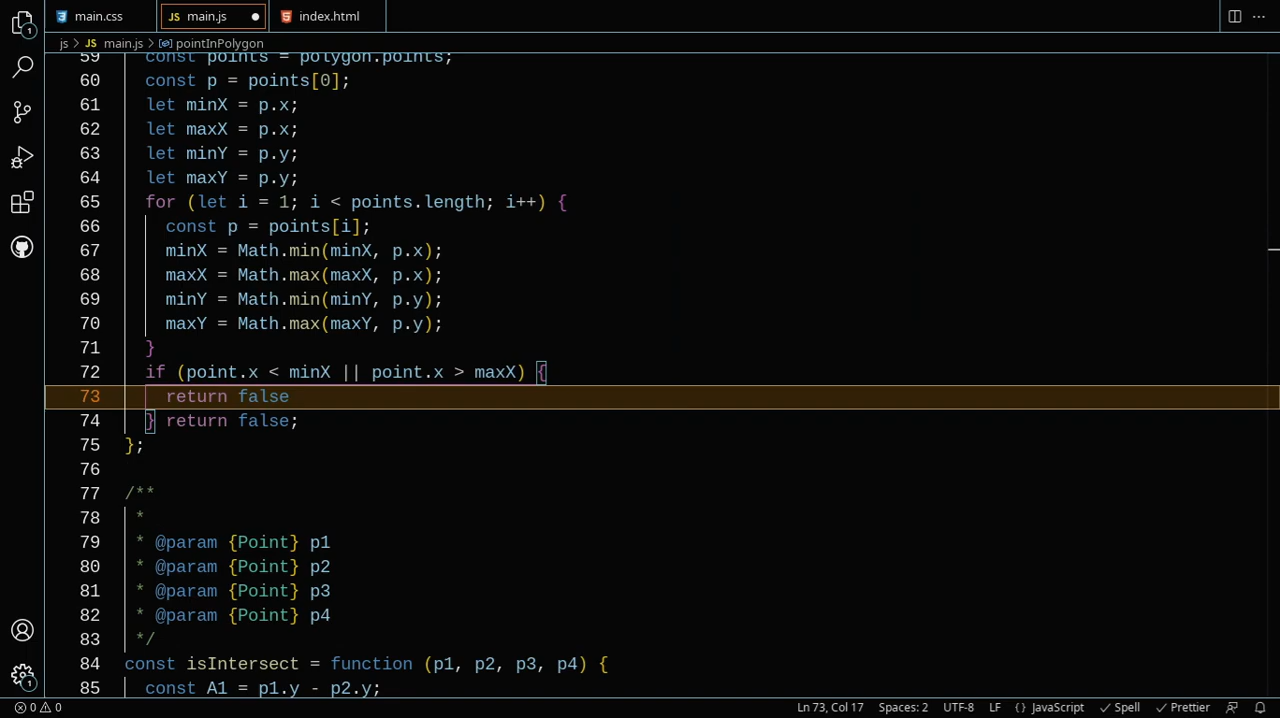 main.css
JS main.js
index.html
js > JS main.js > pointInPolygon
59 const points = polygon.points;
60 const p = points[0];
61 let minX = p.x;
62 let maxX = p.x;
63 let minY = p.y;
64 let maxY = p.y;
65 for (let i = 1; i < points.length; i++) {
66 const p = points[i];
67 minX = Math.min(minX, p.x);
68 maxX = Math.max(maxX, p.x);
69 minY = Math.min(minY, p.y);
70 maxY = Math.max(maxY, p.y);
71 }
72 if (point.x < minX || point.x > maxX) {
73 return false
74 } return false;
75 };
76
77 /**
78 *
79 * @param {Point} p1
80 * @param {Point} p2
81 * @param {Point} p3
82 * @param {Point} p4
83 */
84 const isIntersect = function (p1, p2, p3, p4) {
85 const A1 = p1.y - p2.y;
1
1
0 0
Ln 73, Col 17
Spaces: 2
UTF-8
LF
{} JavaScript
Spell
Prettier